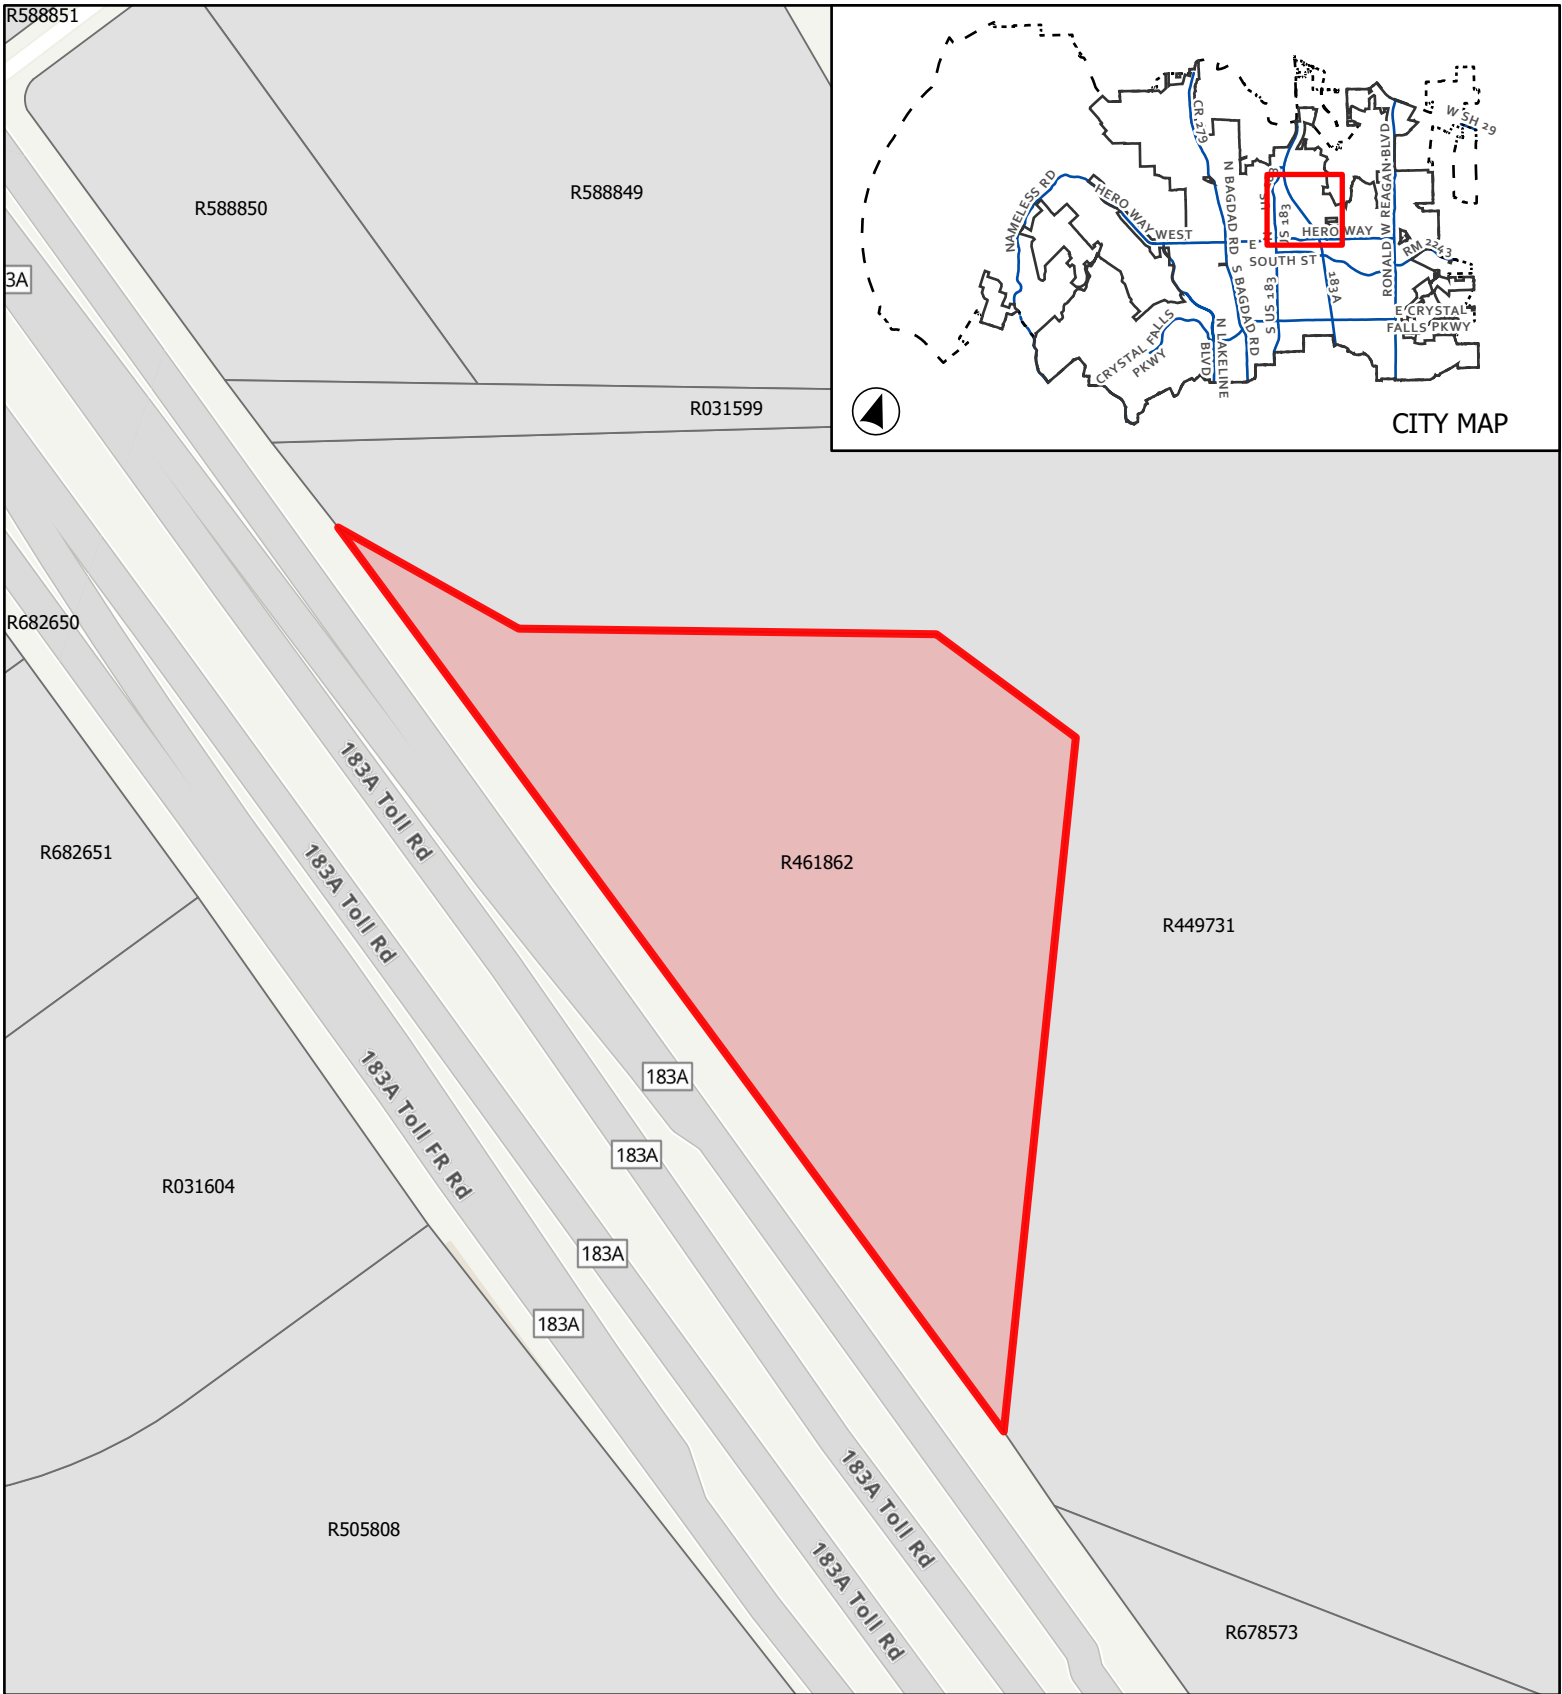 R588851
R588850
R588849
3A
R031599
R682650
R682651
R461862
R449731
R031604
R505808
R678573
183A Toll Rd
183A Toll Rd
183A Toll FR Rd
183A
183A
183A
183A
183A Toll Rd
183A Toll Rd
CR 279
W SH 29
NAMELESS RD
HERO WAY
WEST
N BAGDAD RD
S BAGDAD RD
US 183
E
HERO WAY
SOUTH ST
RONALD W REAGAN BLVD
RM 2243
183A
S US 183
E CRYSTAL
FALLS PKWY
CRYSTAL FALLS
PKWY
N LAKELINE
BLVD
CITY MAP